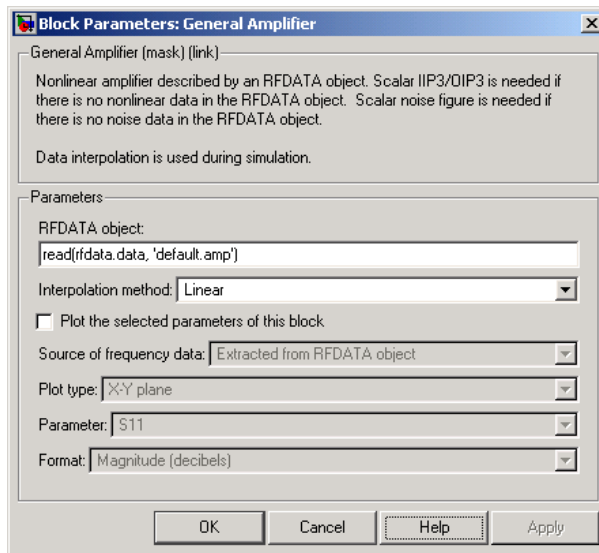 Block Parameters: General Amplifier
General Amplifier (mask) (link)
Nonlinear amplifier described by an RFDATA object. Scalar IIP3/OIP3 is needed if
there is no nonlinear data in the RFDATA object.  Scalar noise figure is needed if
there is no noise data in the RFDATA object.
Data interpolation is used during simulation.
Parameters
RFDATA object:
read(rfdata.data, 'default.amp')
Interpolation method: Linear
Plot the selected parameters of this block
Source of frequency data: Extracted from RFDATA object
Plot type: X-Y plane
Parameter: S11
Format: Magnitude (decibels)
OK Cancel Help Apply